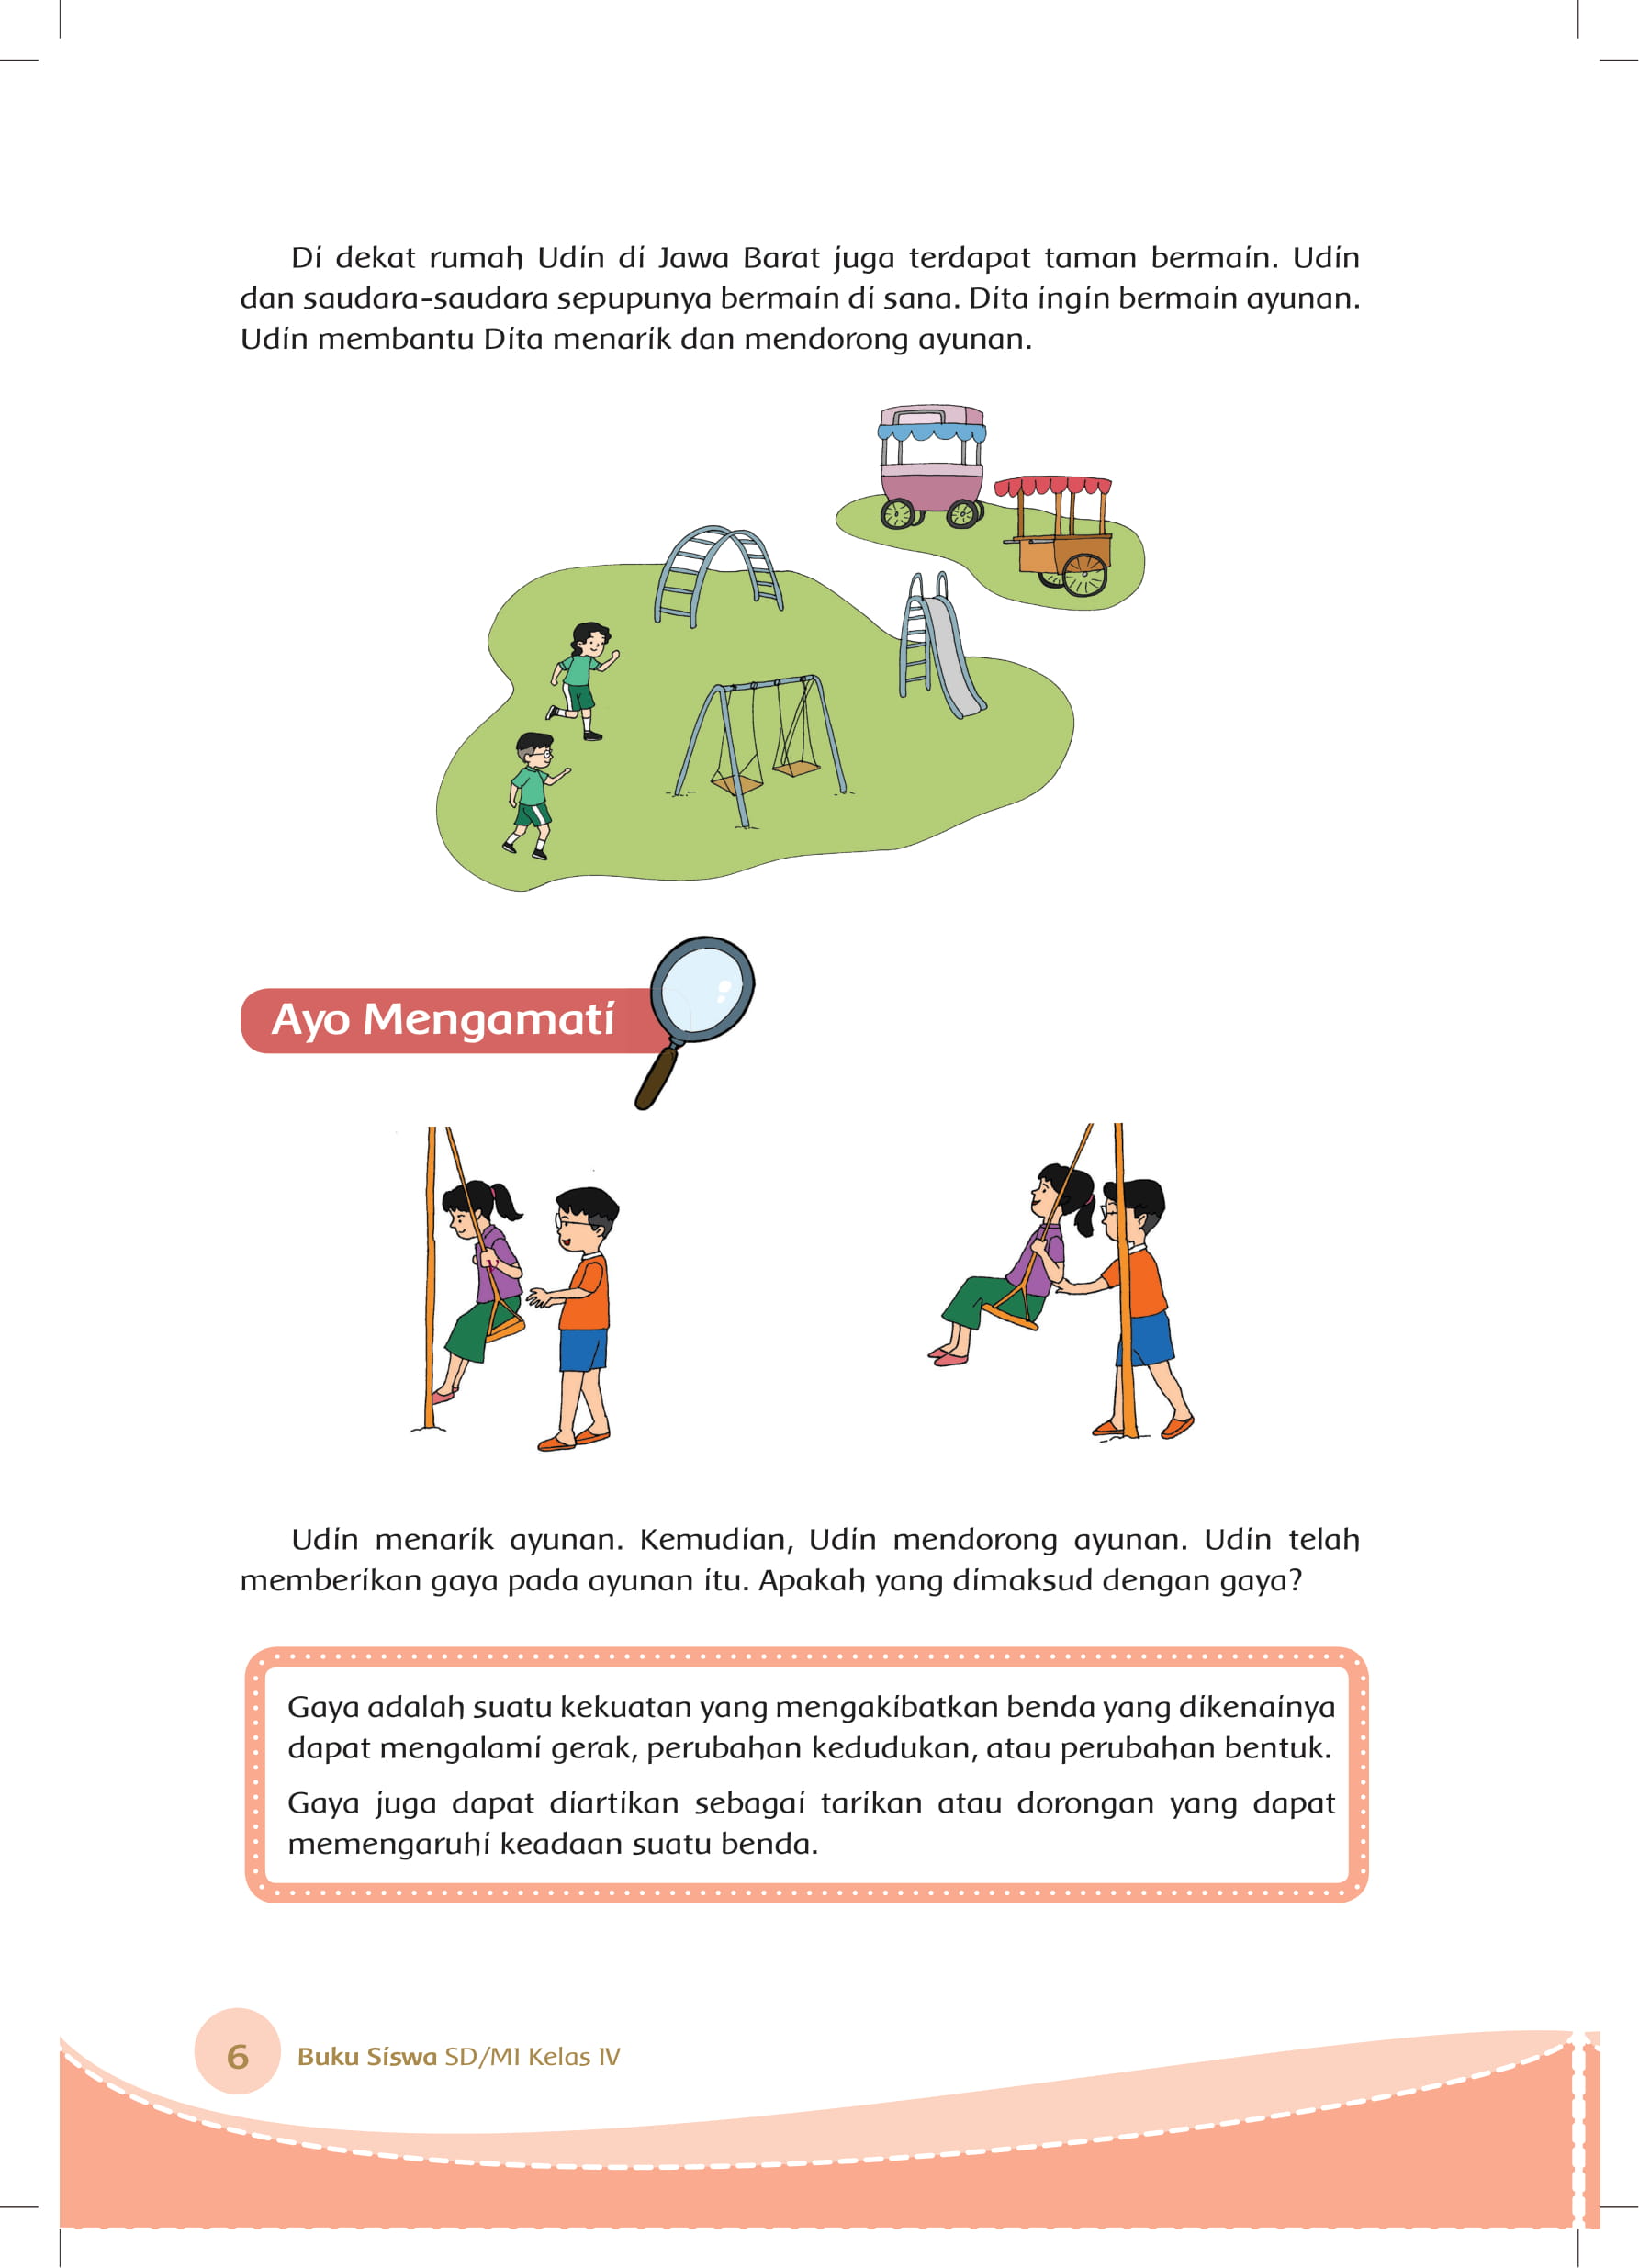 Di dekat rumah Udin di Jawa Barat juga terdapat taman bermain. Udin
dan saudara-saudara sepupunya bermain di sana. Dita ingin bermain ayunan.
Udin membantu Dita menarik dan mendorong ayunan.
Ayo Mengamati
Udin menarik ayunan. Kemudian, Udin mendorong ayunan. Udin telah
memberikan gaya pada ayunan itu. Apakah yang dimaksud dengan gaya?
Gaya adalah suatu kekuatan yang mengakibatkan benda yang dikenainya
dapat mengalami gerak, perubahan kedudukan, atau perubahan bentuk.
Gaya juga dapat diartikan sebagai tarikan atau dorongan yang dapat
memengaruhi keadaan suatu benda.
6 Buku Siswa SD/MI Kelas IV